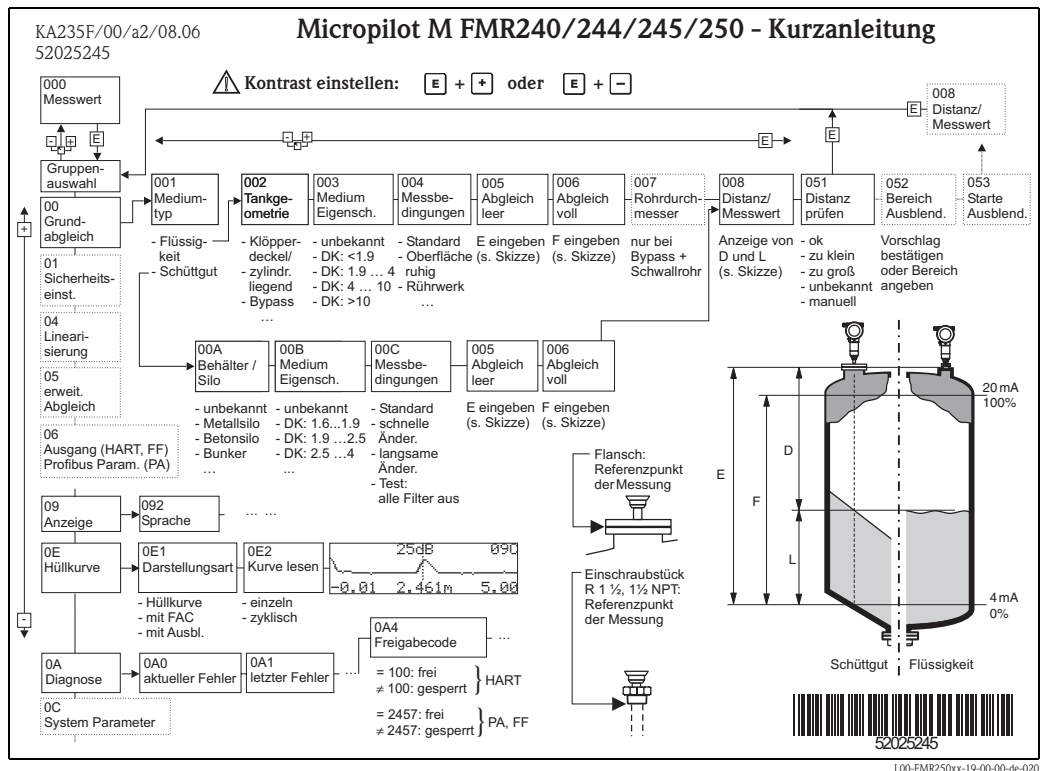 KA235F/00/a2/08.06
52025245
Micropilot M FMR240/244/245/250 - Kurzanleitung
Kontrast einstellen: E + + oder E + −
000
Messwert
- + E
Gruppen-
auswahl
- + E E E
008
Distanz/
Messwert
+
-
00
Grund-
abgleich
001
Medium-
typ
- Flüssig-
keit
- Schüttgut
002
Tankge-
ometrie
- Klöpper-
deckel/
- zylindr.
liegend
- Bypass
…
003
Medium
Eigensch.
- unbekannt
- DK: <1.9
- DK: 1.9 … 4
- DK: 4 … 10
- DK: >10
004
Messbe-
dingungen
- Standard
- Oberfläche
ruhig
- Rührwerk
…
005
Abgleich
leer
E eingeben
(s. Skizze)
006
Abgleich
voll
F eingeben
(s. Skizze)
007
Rohrdurch-
messer
nur bei
Bypass +
Schwallrohr
008
Distanz/
Messwert
Anzeige von
D und L
(s. Skizze)
051
Distanz
prüfen
- ok
- zu klein
- zu groß
- unbekannt
- manuell
052
Bereich
Ausblend.
Vorschlag
bestätigen
oder Bereich
angeben
053
Starte
Ausblend.
01
Sicherheits-
einst.
04
Lineari-
sierung
05
erweit.
Abgleich
06
Ausgang (HART, FF)
Profibus Param. (PA)
00A
Behälter /
Silo
- unbekannt
- Metallsilo
- Betonsilo
- Bunker
…
00B
Medium
Eigensch.
- unbekannt
- DK: 1.6...1.9
- DK: 1.9 ...2.5
- DK: 2.5 ...4
...
00C
Messbe-
dingungen
- Standard
- schnelle
Änder.
- langsame
Änder.
- Test:
alle Filter aus
005
Abgleich
leer
E eingeben
(s. Skizze)
006
Abgleich
voll
F eingeben
(s. Skizze)
09
Anzeige
092
Sprache
… …
0E
Hüllkurve
0E1
Darstellungsart
- Hüllkurve
- mit FAC
- mit Ausbl.
0E2
Kurve lesen
- einzeln
- zyklisch
25dB 09C
-0.01 2.461m 5.00
0A
Diagnose
0A0
aktueller Fehler
0A1
letzter Fehler
…
0A4
Freigabecode
…
= 100: frei
≠ 100: gesperrt } HART
= 2457: frei
≠ 2457: gesperrt } PA, FF
0C
System Parameter
Flansch:
Referenzpunkt
der Messung
Einschraubstück
R 1 ½, 1½ NPT:
Referenzpunkt
der Messung
20 mA
100%
E
F
D
L
4 mA
0%
Schüttgut
Flüssigkeit
52025245
L00-FMR250xx-19-00-00-de-020